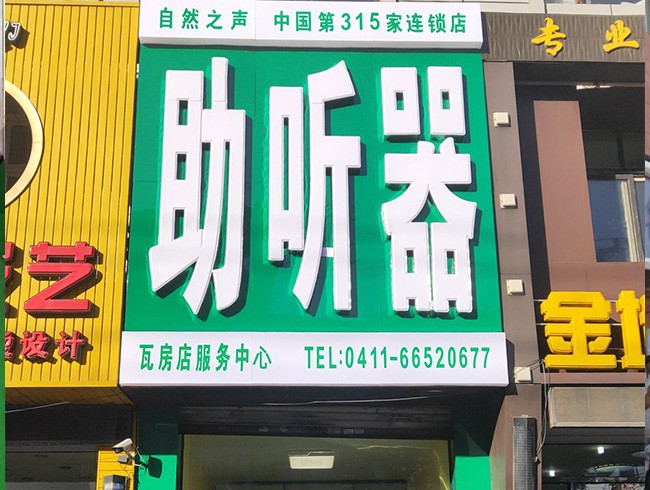 自然之声 中国第315家连锁店
助听器
瓦房店服务中心 TEL:0411-66520677
专业
金
艺
设计